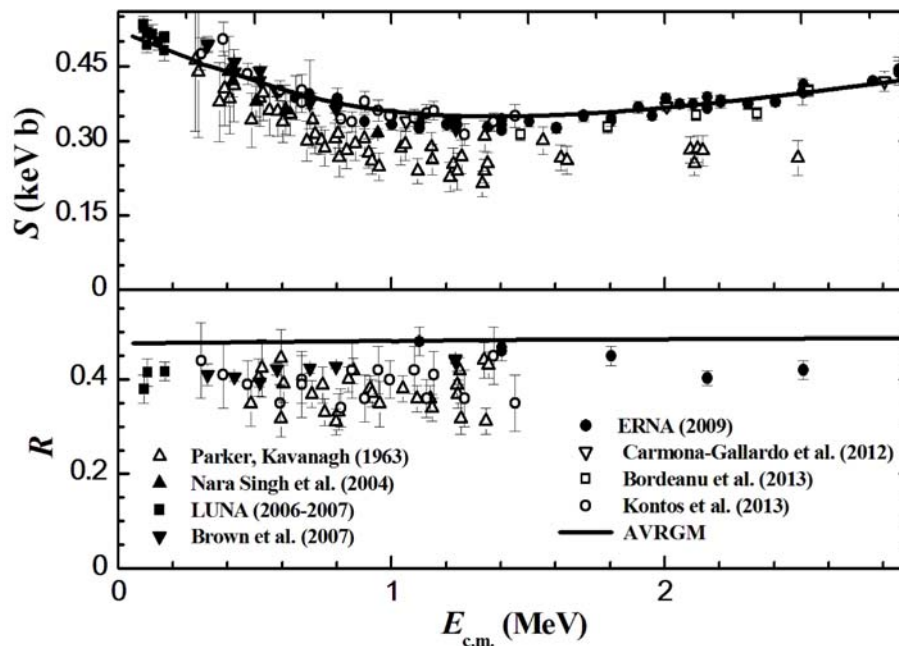 S (keV b)
0.45
0.30
0.15
0
R
0.4
0.2
0
Parker, Kavanagh (1963)
Nara Singh et al. (2004)
LUNA (2006-2007)
Brown et al. (2007)
ERNA (2009)
Carmona-Gallardo et al. (2012)
Bordeanu et al. (2013)
Kontos et al. (2013)
AVRGM
0 1 2
E c.m. (MeV)